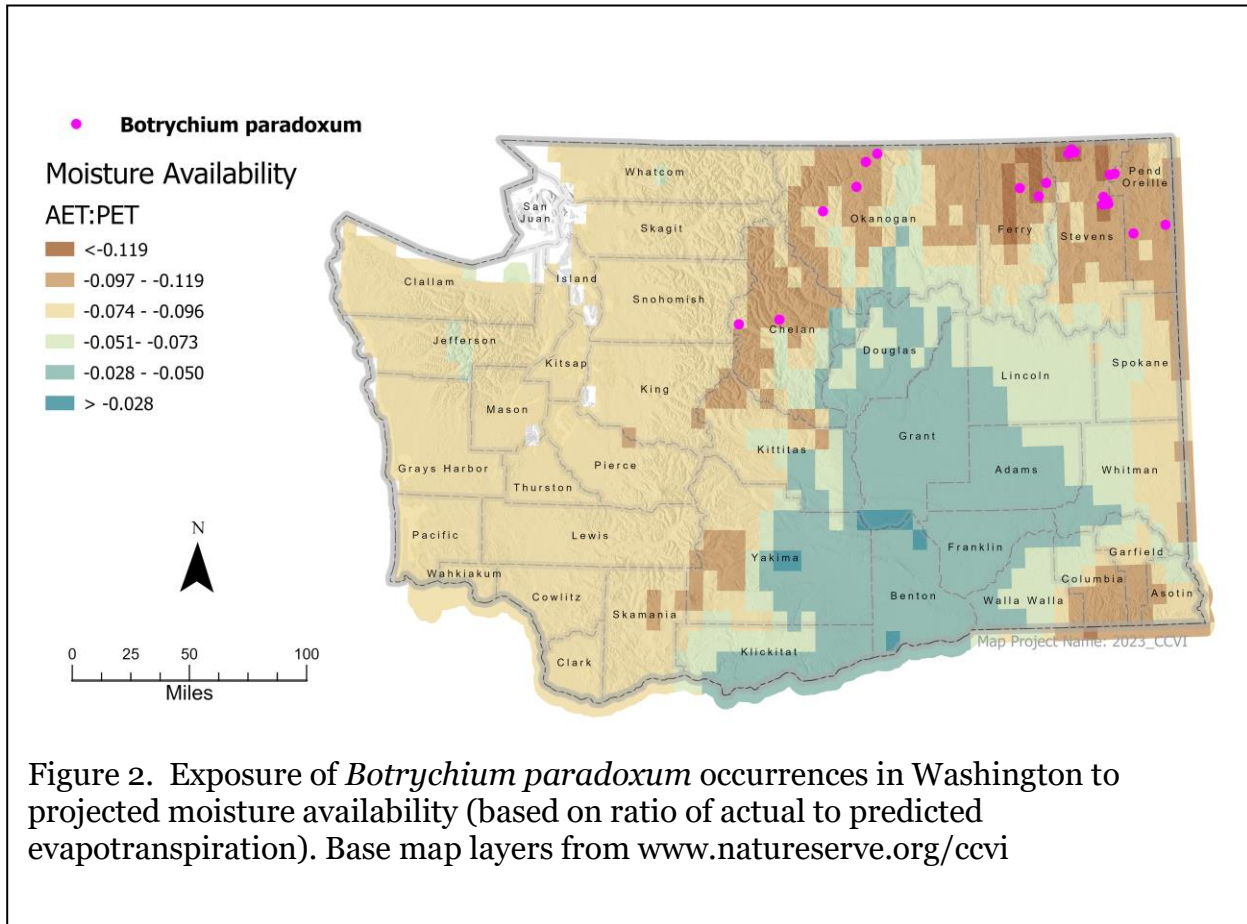 Botrychium paradoxum
Moisture Availability
AET:PET
<-0.119
-0.097 - -0.119
-0.074 - -0.096
-0.051- -0.073
-0.028 - -0.050
> -0.028
N
0 25 50 100
Miles
Whatcom
San
Juan
Skagit
Island
Clallam
Snohomish
Jefferson
Kitsap
King
Mason
Grays Harbor
Pierce
Thurston
Pacific
Lewis
Wahkiakum
Cowlitz
Skamania
Clark
Okanogan
Ferry
Stevens
Pend
Oreille
Chelan
Douglas
Lincoln
Spokane
Grant
Kittitas
Adams
Whitman
Yakima
Franklin
Garfield
Columbia
Asotin
Benton
Walla Walla
Klickitat
Map Project Name: 2023_CCVI
Figure 2.  Exposure of Botrychium paradoxum occurrences in Washington to
projected moisture availability (based on ratio of actual to predicted
evapotranspiration). Base map layers from www.natureserve.org/ccvi